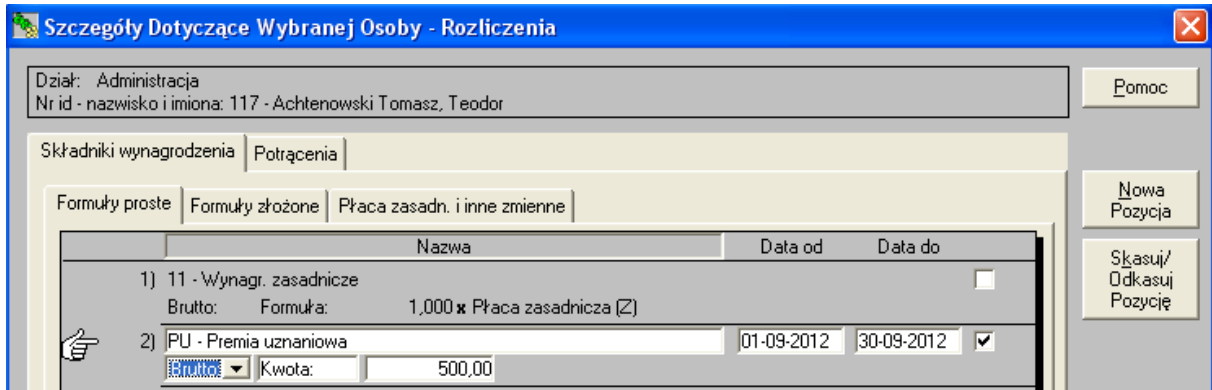 Szczegóły Dotyczące Wybranej Osoby - Rozliczenia
Dział: Administracja
Nr id - nazwisko i imiona: 117 - Achtenowski Tomasz, Teodor
Pomoc
Składniki wynagrodzenia Potrącenia
Formuły proste Formuły złożone Płaca zasadn. i inne zmienne
Nowa
Pozycja
Nazwa Data od Data do
Skasuj/
Odkasuj
Pozycję
1) 11 - Wynagr. zasadnicze
Brutto: Formuła: 1,000 x Płaca zasadnicza (Z)
2) PU - Premia uznaniowa 01-09-2012 30-09-2012
Brutto: Kwota: 500,00